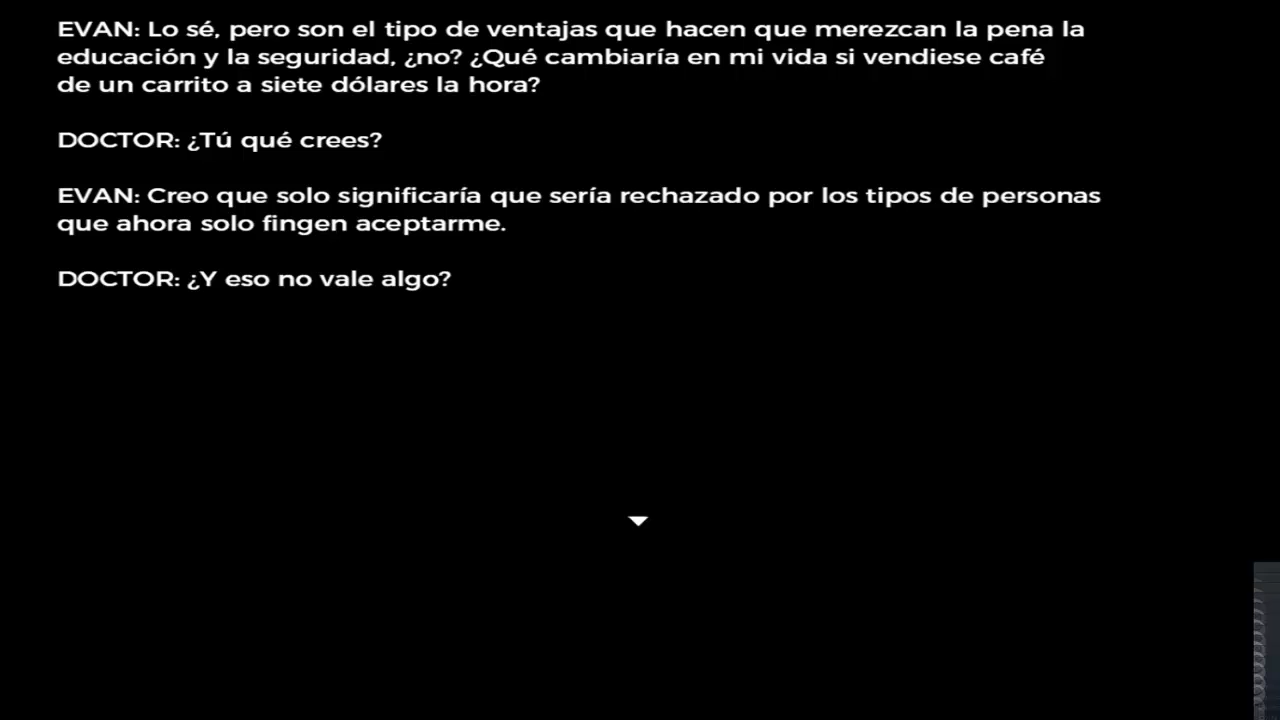 EVAN: Lo sé, pero son el tipo de ventajas que hacen que merezcan la pena la
educación y la seguridad, ¿no? ¿Qué cambiaría en mi vida si vendiese café
de un carrito a siete dólares la hora?
DOCTOR: ¿Tú qué crees?
EVAN: Creo que solo significaría que sería rechazado por los tipos de personas
que ahora solo fingen aceptarme.
DOCTOR: ¿Y eso no vale algo?